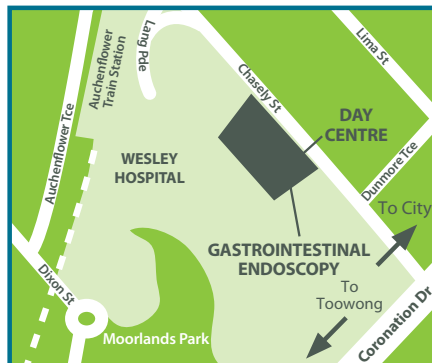 Auchenflower
Train Station
Lang Pde
Lima St
Chasely St
Auchenflower Tce
DAY
CENTRE
WESLEY
HOSPITAL
Dunmore Tce
To City
GASTROINTESTINAL
ENDOSCOPY
Dixon St
To
Toowong
Moorlands Park
Coronation Dr